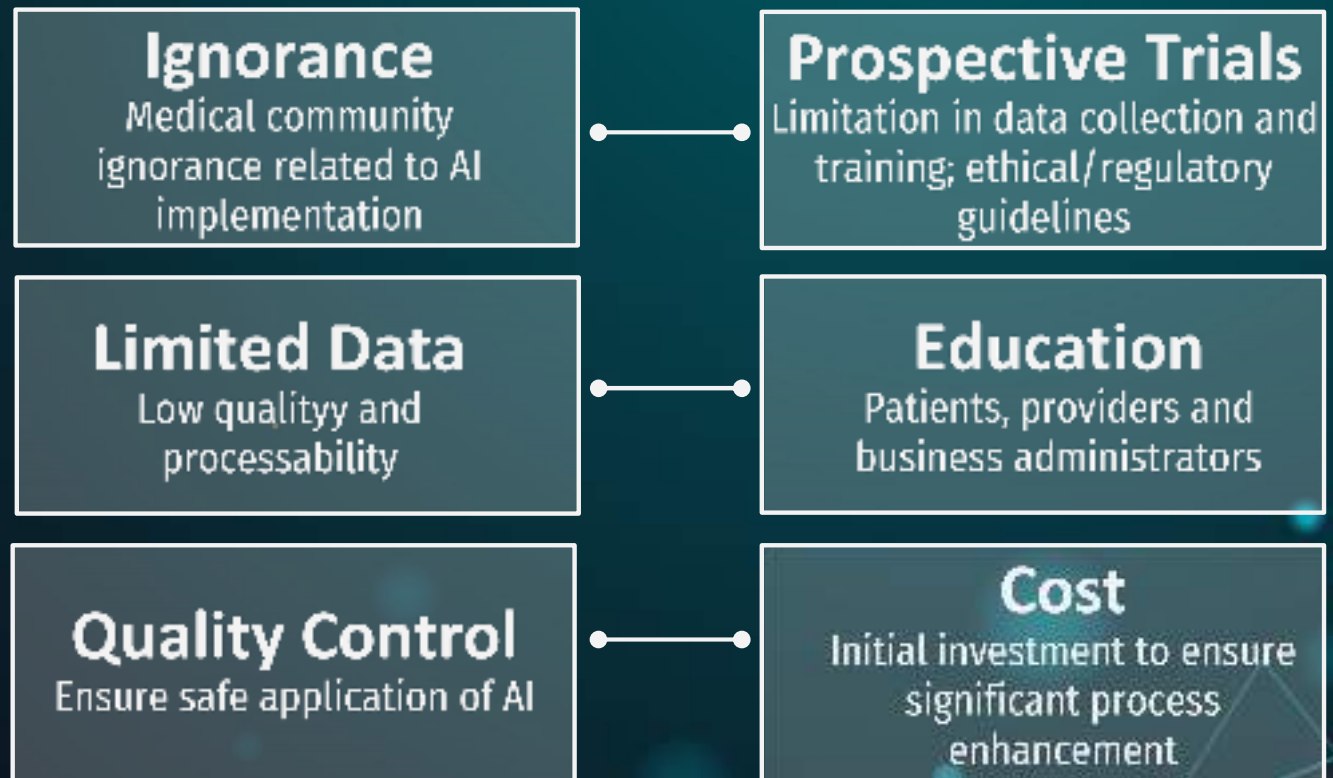 Ignorance
Medical community
ignorance related to AI
implementation
Prospective Trials
Limitation in data collection and
training; ethical/regulatory
guidelines
Limited Data
Low qualityy and
processability
Education
Patients, providers and
business administrators
Quality Control
Ensure safe application of AI
Cost
Initial investment to ensure
significant process
enhancement